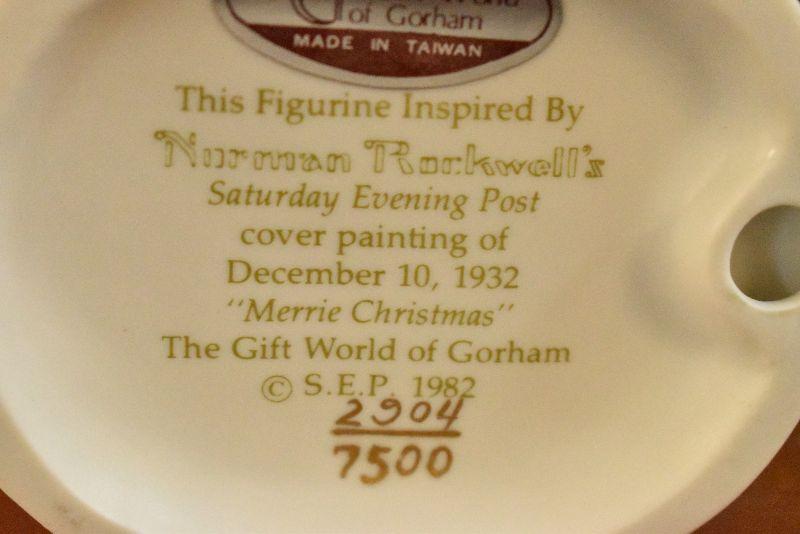 of Gorham
MADE IN TAIWAN
This Figurine Inspired By
Norman Rockwell's
Saturday Evening Post
cover painting of
December 10, 1932
"Merrie Christmas"
The Gift World of Gorham
© S.E.P. 1982
2904
7500